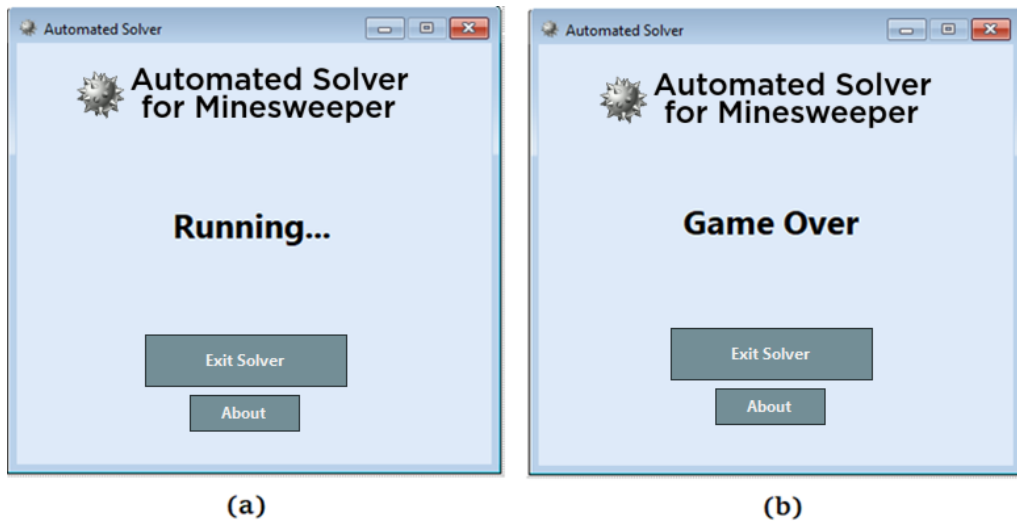 Automated Solver
Automated Solver
for Minesweeper
Running...
Exit Solver
About
(a)
Automated Solver
Automated Solver
for Minesweeper
Game Over
Exit Solver
About
(b)